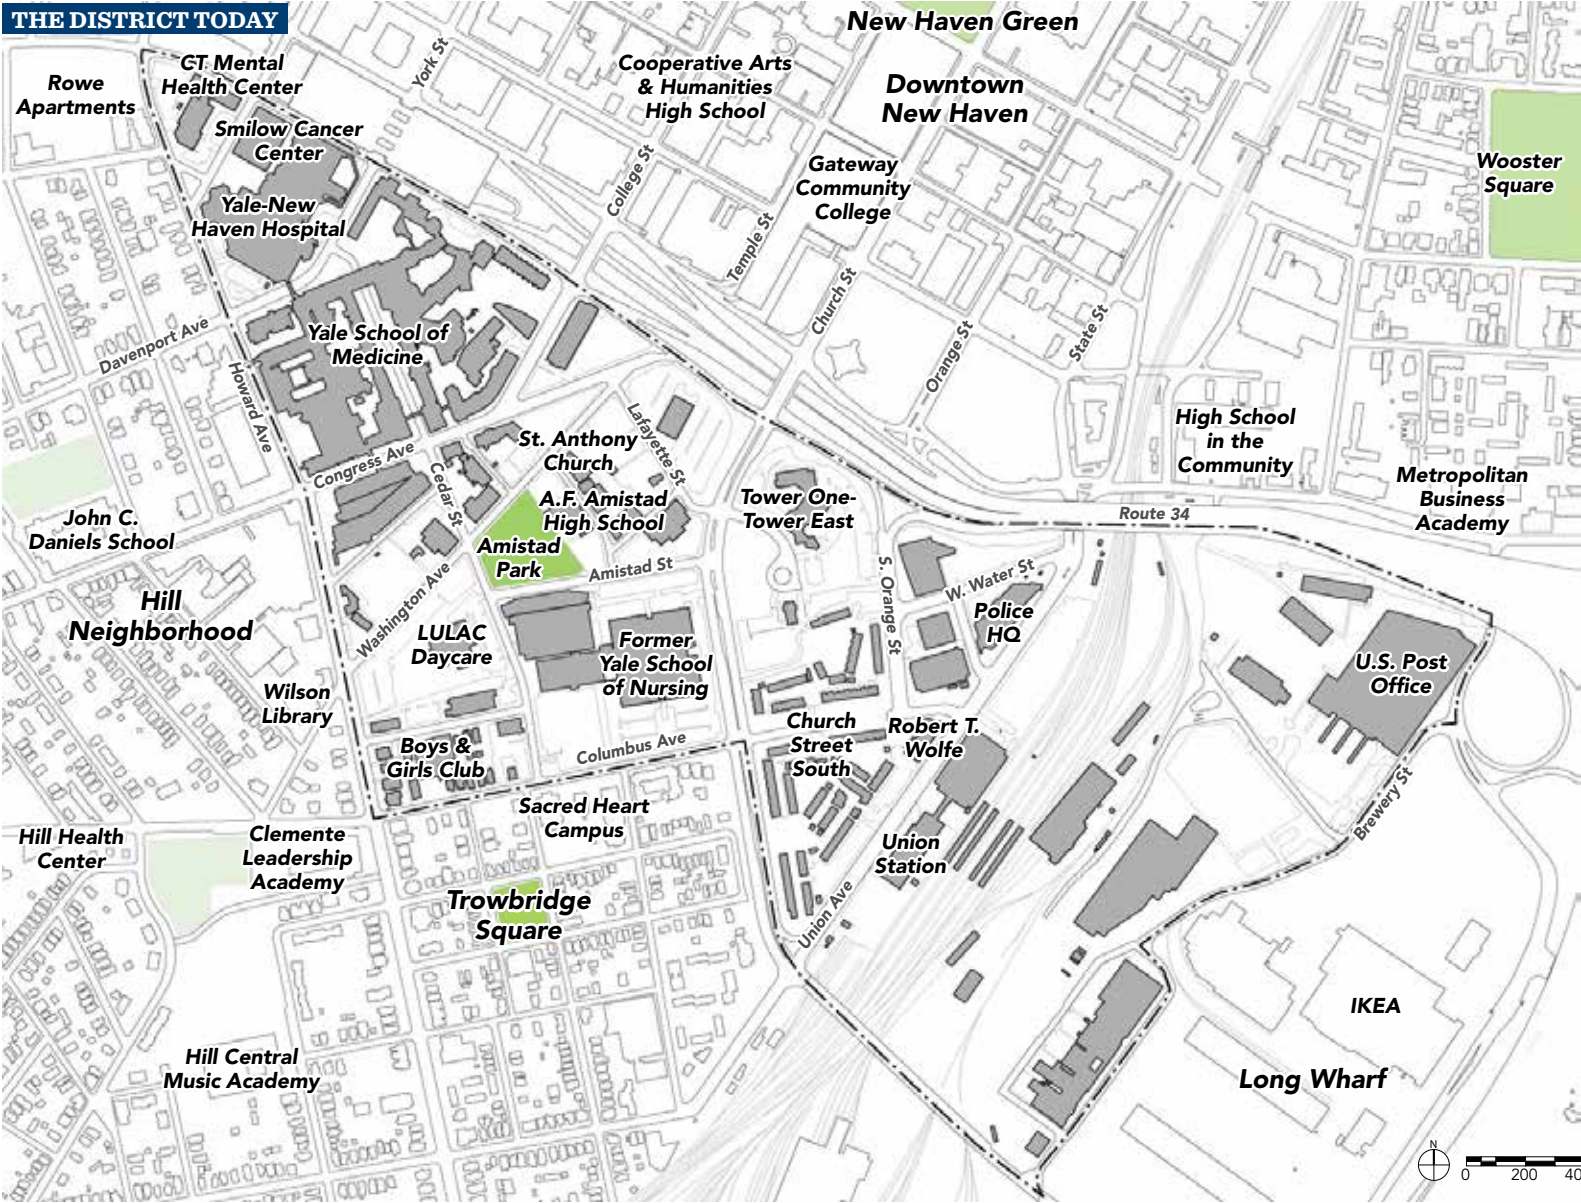 THE DISTRICT TODAY
New Haven Green
CT Mental
Health Center
York St
Cooperative Arts
& Humanities
High School
Rowe
Apartments
Downtown
New Haven
Smilow Cancer
Center
College St
Gateway
Community
College
Wooster
Square
Yale-New
Haven Hospital
Temple St
Church St
Davenport Ave
Yale School of
Medicine
Orange St
State St
Howard Ave
Lafayette St
High School
in the
Community
St. Anthony
Church
Congress Ave
Cedar St
A.F. Amistad
High School
Tower One-
Tower East
Metropolitan
Business
Academy
Route 34
John C.
Daniels School
Amistad
Park
Amistad St
S. Orange St
W. Water St
Washington Ave
Hill
Neighborhood
LULAC
Daycare
Former
Yale School
of Nursing
Police
HQ
U.S. Post
Office
Wilson
Library
Boys &
Girls Club
Columbus Ave
Church
Street
South
Robert T.
Wolfe
Brewery St
Sacred Heart
Campus
Hill Health
Center
Clemente
Leadership
Academy
Union
Station
Trowbridge
Square
Union Ave
IKEA
Hill Central
Music Academy
Long Wharf
N
0 200 40